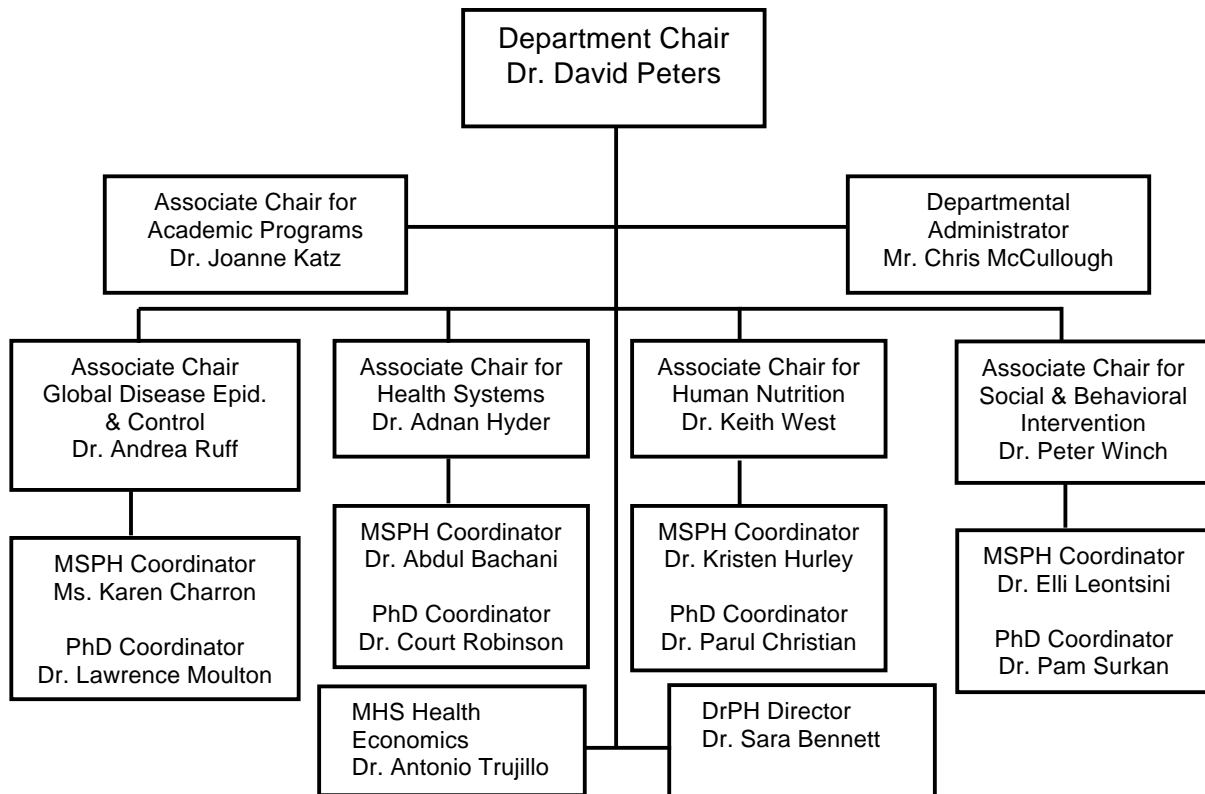 Department Chair
Dr. David Peters
Associate Chair for
Academic Programs
Dr. Joanne Katz
Departmental
Administrator
Mr. Chris McCullough
Associate Chair
Global Disease Epid.
& Control
Dr. Andrea Ruff
Associate Chair for
Health Systems
Dr. Adnan Hyder
Associate Chair for
Human Nutrition
Dr. Keith West
Associate Chair for
Social & Behavioral
Intervention
Dr. Peter Winch
MSPH Coordinator
Ms. Karen Charron
PhD Coordinator
Dr. Lawrence Moulton
MSPH Coordinator
Dr. Abdul Bachani
PhD Coordinator
Dr. Court Robinson
MSPH Coordinator
Dr. Kristen Hurley
PhD Coordinator
Dr. Parul Christian
MSPH Coordinator
Dr. Elli Leontsini
PhD Coordinator
Dr. Pam Surkan
MHS Health
Economics
Dr. Antonio Trujillo
DrPH Director
Dr. Sara Bennett